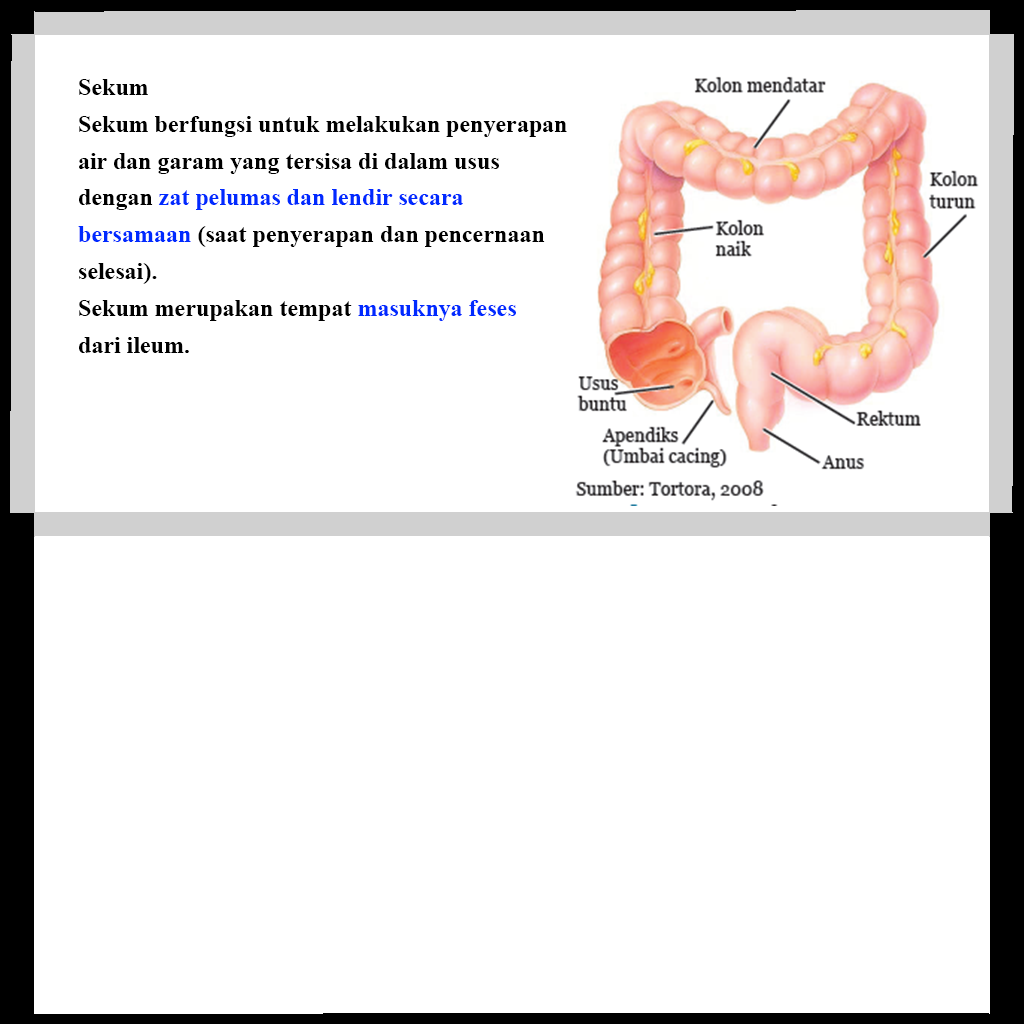 Sekum
Sekum berfungsi untuk melakukan penyerapan
air dan garam yang tersisa di dalam usus
dengan zat pelumas dan lendir secara
bersamaan (saat penyerapan dan pencernaan
selesai).
Sekum merupakan tempat masuknya feses
dari ileum.
Kolon mendatar
Kolon
turun
Kolon
naik
Usus
buntu
Apendiks
(Umbai cacing)
Rektum
Anus
Sumber: Tortora, 2008